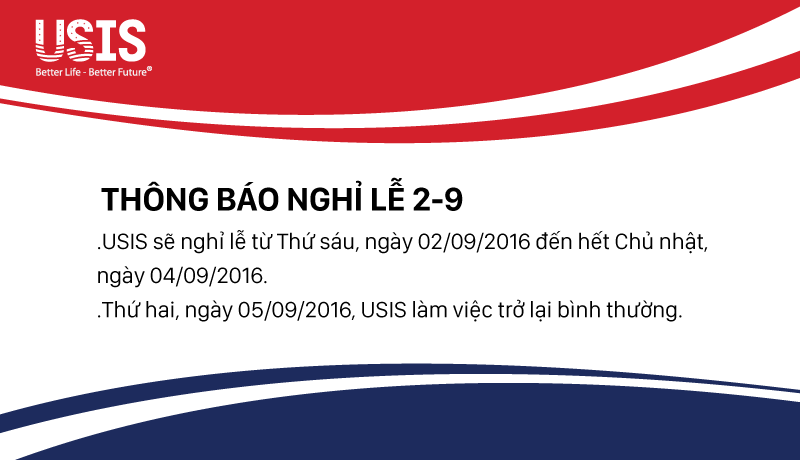 USIS
Better Life - Better Future®
THÔNG BÁO NGHỈ LỄ 2-9
.USIS sẽ nghỉ lễ từ Thứ sáu, ngày 02/09/2016 đến hết Chủ nhật,
ngày 04/09/2016.
.Thứ hai, ngày 05/09/2016, USIS làm việc trở lại bình thường.